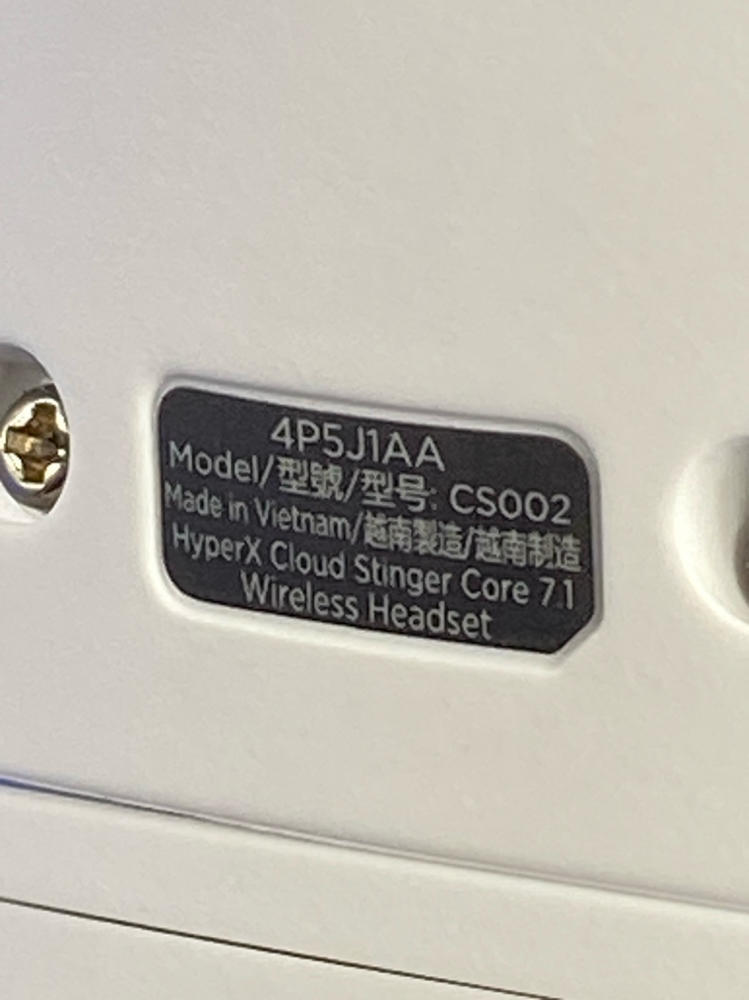 4P5J1AA
Model/型號/型号: CS002
Made in Vietnam/越南製造/越南制造
HyperX Cloud Stinger Core 7.1
Wireless Headset